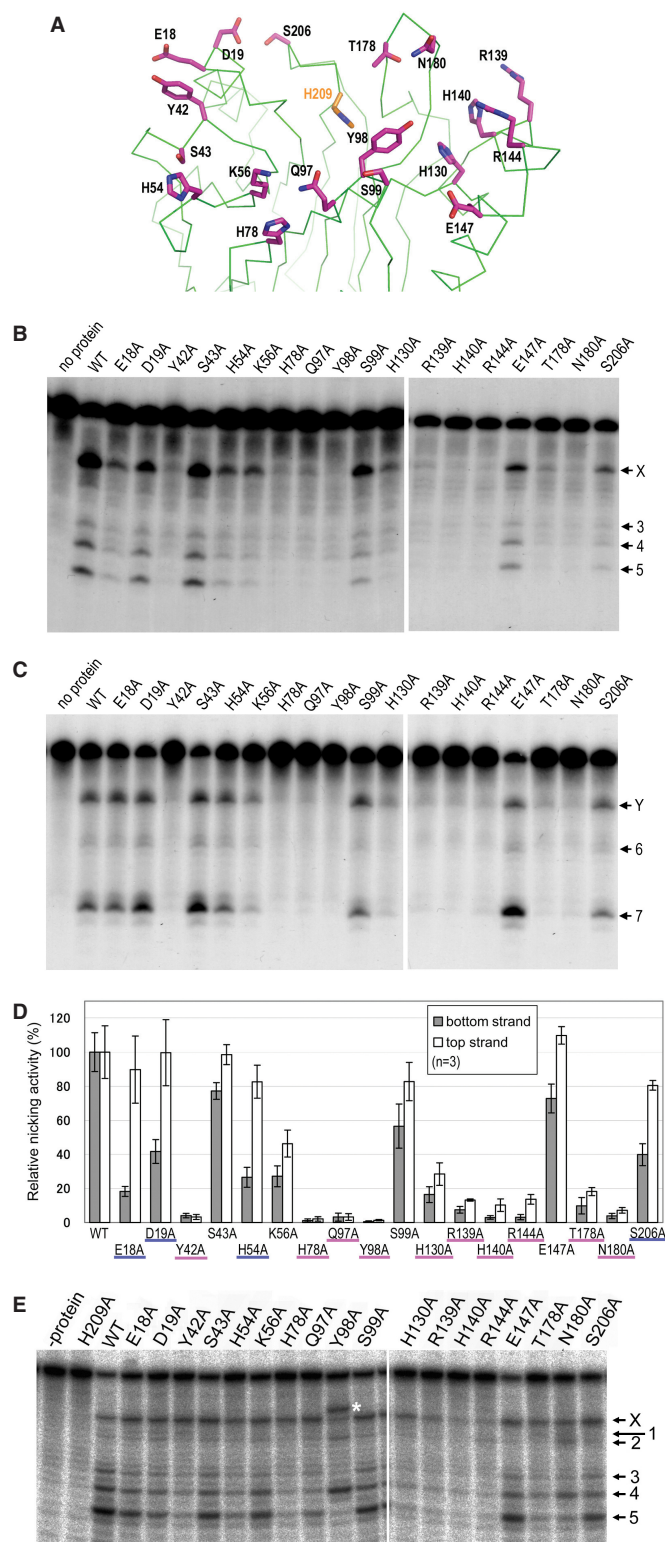 A
E18
D19
S206
T178
N180
R139
Y42
H209
H140
Y98
S43
R144
K56
Q97
H130
H54
S99
H78
E147
B
no protein WT E18A D19A Y42A S43A H54A K56A H78A Q97A Y98A S99A H130A R139A H140A R144A E147A T178A N180A S206A
X
3
4
5
C
no protein WT E18A D19A Y42A S43A H54A K56A H78A Q97A Y98A S99A H130A R139A H140A R144A E147A T178A N180A S206A
Y
6
7
D
Relative nicking activity (%)
120
100
80
60
40
20
0
bottom strand
top strand
(n=3)
WT D19A S43A K56A Q97A S99A R139A R144A T178A S206A
E18A Y42A H54A H78A Y98A H130A H140A E147A N180A
E
-protein H209A WT E18A D19A Y42A S43A H54A K56A H78A Q97A Y98A S99A H130A R139A H140A R144A E147A T178A N180A S206A
*
X
1
2
3
4
5